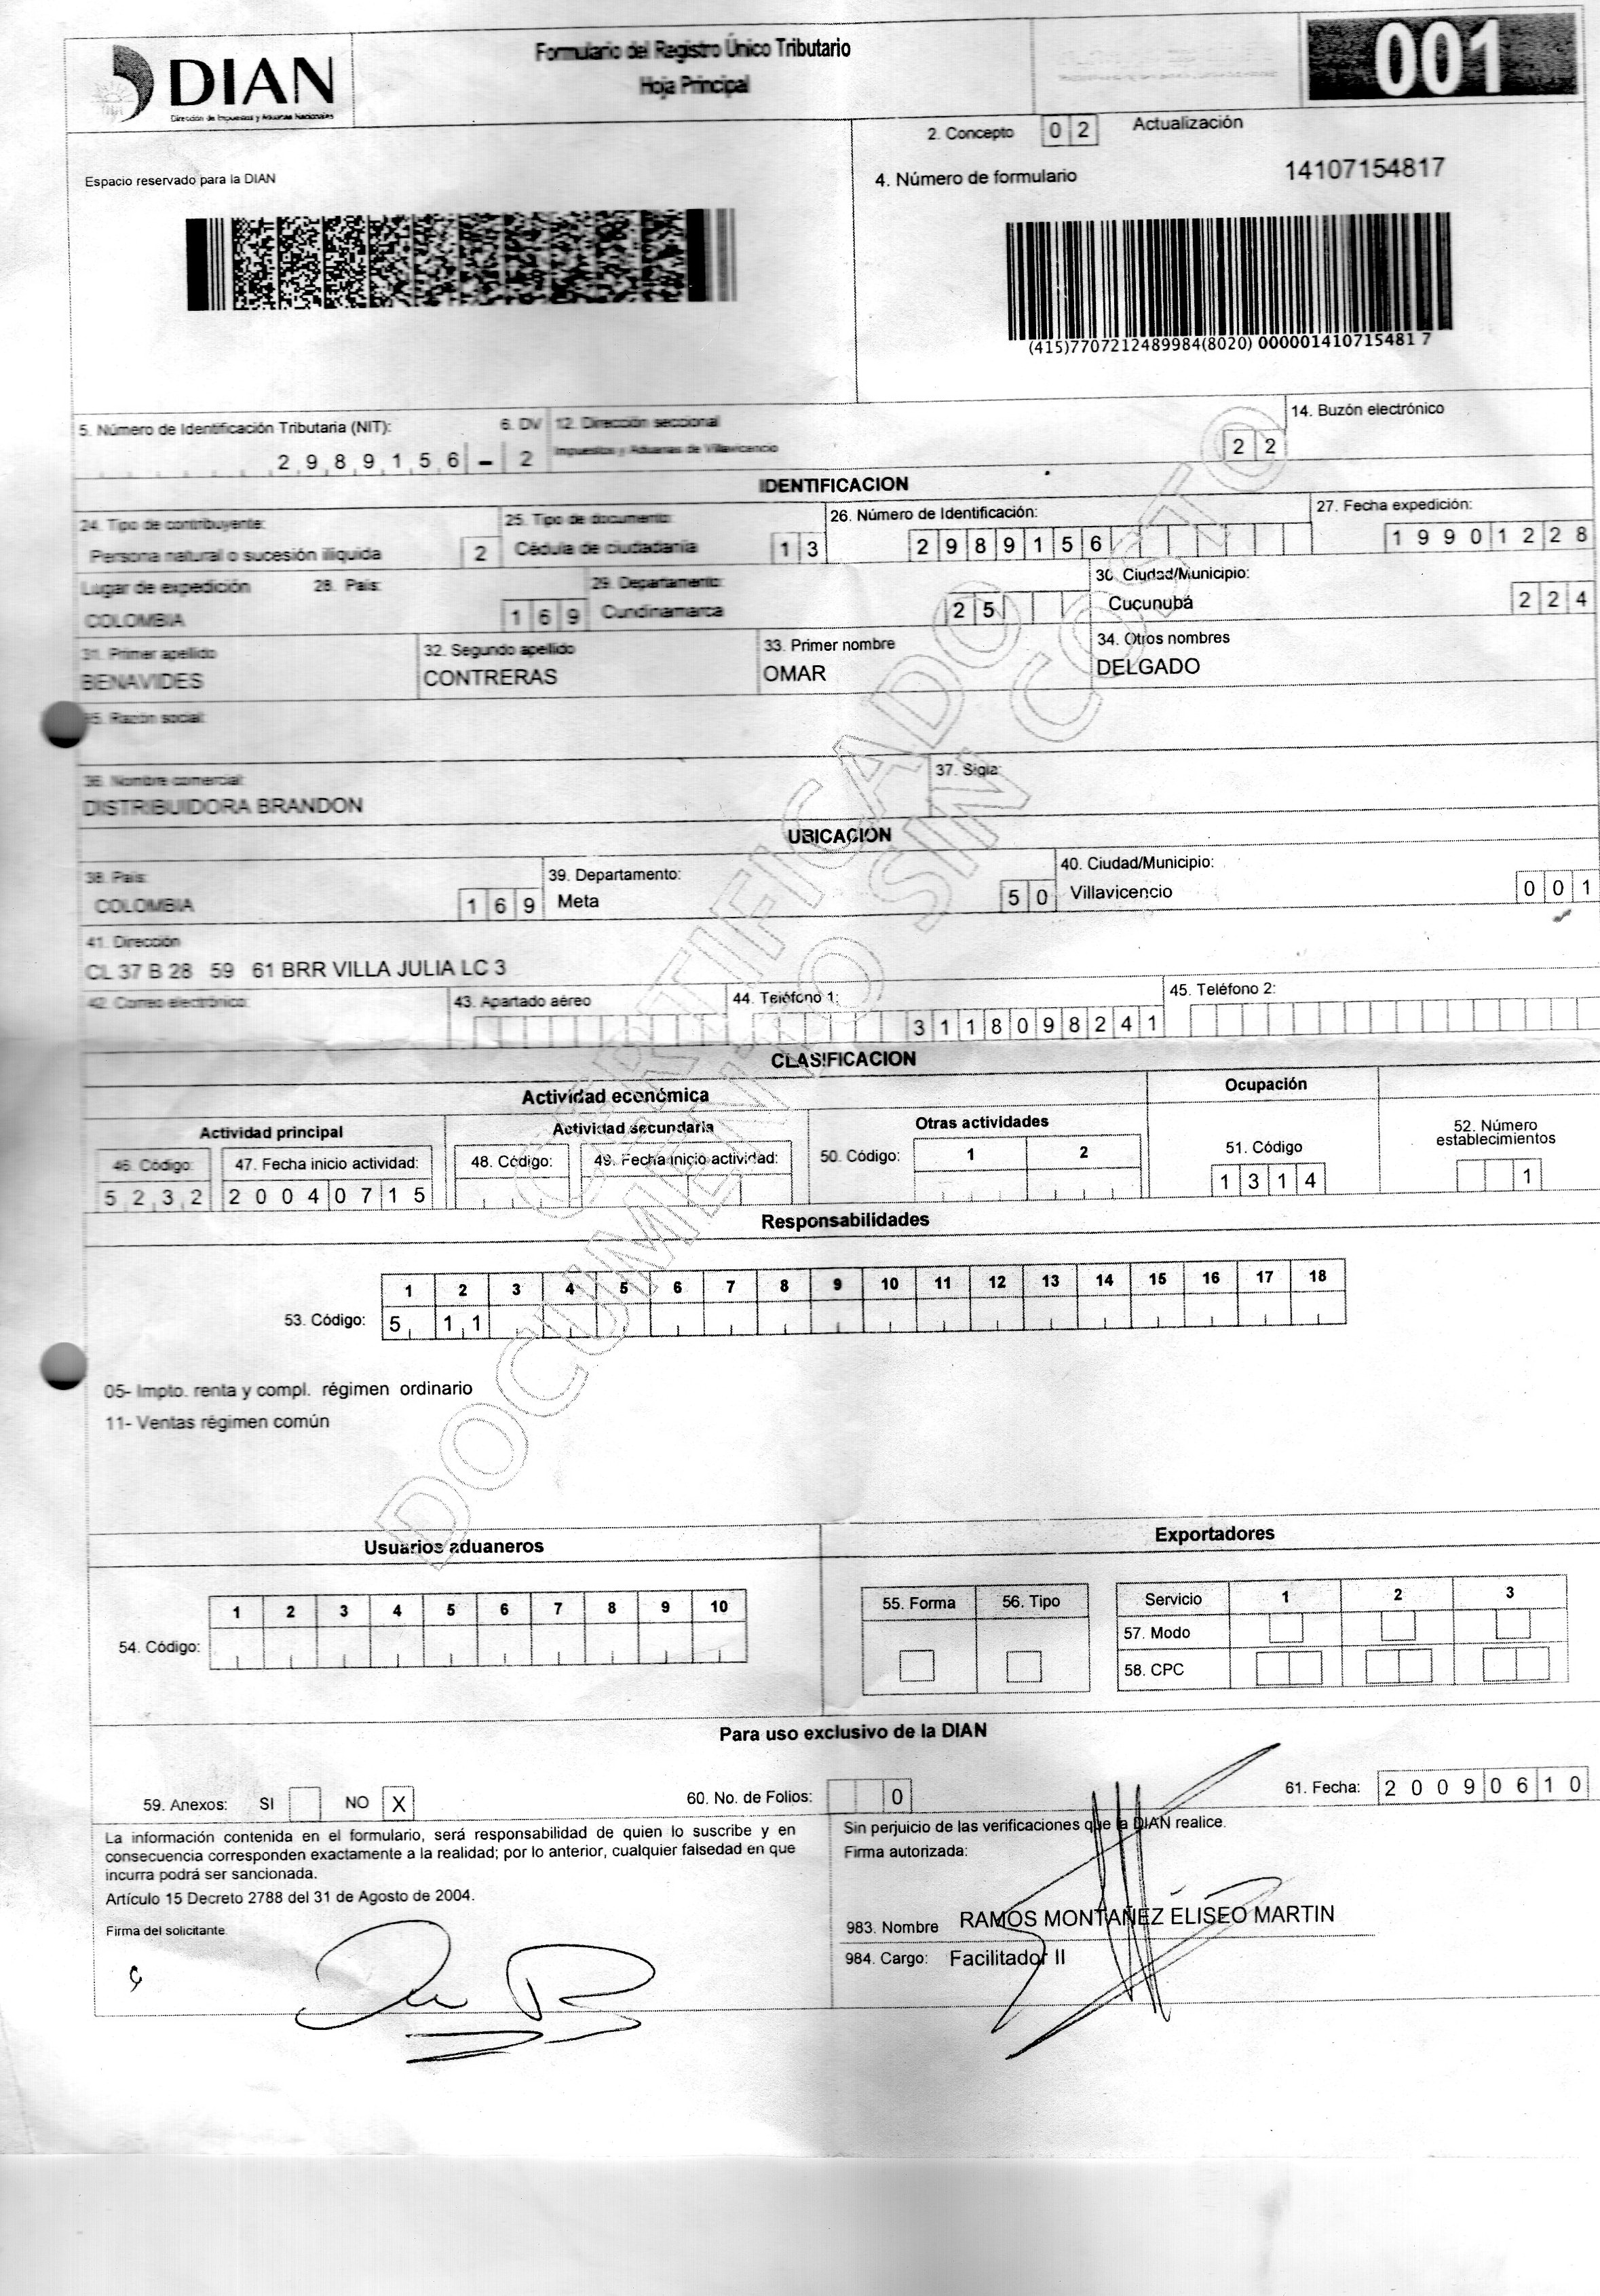 DIAN
Dirección de Impuestos y Aduanas Nacionales
Formulario del Registro Único Tributario
Hoja Principal
001
2. Concepto 0 2 Actualización
Espacio reservado para la DIAN
4. Número de formulario 14107154817
(415)7707212489984(8020) 000001410715481 7
5. Número de Identificación Tributaria (NIT): 6. DV 12. Dirección seccional 14. Buzón electrónico
2 9 8 9 1 5 6 - 2 Impuestos y Aduanas de Villavicencio 2 2
IDENTIFICACION
24. Tipo de contribuyente: 25. Tipo de documento: 26. Número de Identificación: 27. Fecha expedición:
Persona natural o sucesión ilíquida 2 Cédula de ciudadanía 1 3 2 9 8 9 1 5 6 1 9 9 0 1 2 2 8
Lugar de expedición 28. País: 29. Departamento: 30. Ciudad/Municipio:
COLOMBIA 1 6 9 Cundinamarca 2 5 Cucunubá 2 2 4
31. Primer apellido 32. Segundo apellido 33. Primer nombre 34. Otros nombres
BENAVIDES CONTRERAS OMAR DELGADO
35. Razón social:
36. Nombre comercial: 37. Sigla:
DISTRIBUIDORA BRANDON
UBICACION
38. País: 39. Departamento: 40. Ciudad/Municipio:
COLOMBIA 1 6 9 Meta 5 0 Villavicencio 0 0 1
41. Dirección
CL 37 B 28 59 61 BRR VILLA JULIA LC 3
42. Correo electrónico: 43. Apartado aéreo 44. Teléfono 1: 45. Teléfono 2:
3 1 1 8 0 9 8 2 4 1
CLASIFICACION
Actividad económica Ocupación
Actividad principal Actividad secundaria Otras actividades 52. Número establecimientos
46. Código: 47. Fecha inicio actividad: 48. Código: 49. Fecha inicio actividad: 50. Código: 1 2 51. Código
5 2 3 2 2 0 0 4 0 7 1 5 1 3 1 4 1
Responsabilidades
1 2 3 4 5 6 7 8 9 10 11 12 13 14 15 16 17 18
53. Código: 5 1 1
05- Impto. renta y compl. régimen ordinario
11- Ventas régimen común
CERTIFICADO
DOCUMENTO SIN COSTO
Usuarios aduaneros Exportadores
1 2 3 4 5 6 7 8 9 10
54. Código:
55. Forma 56. Tipo Servicio 1 2 3
57. Modo
58. CPC
Para uso exclusivo de la DIAN
59. Anexos: SI NO X 60. No. de Folios: 0 61. Fecha: 2 0 0 9 0 6 1 0
La información contenida en el formulario, será responsabilidad de quien lo suscribe y en
consecuencia corresponden exactamente a la realidad; por lo anterior, cualquier falsedad en que
incurra podrá ser sancionada.
Artículo 15 Decreto 2788 del 31 de Agosto de 2004.
Firma del solicitante
Sin perjuicio de las verificaciones que la DIAN realice.
Firma autorizada:
983. Nombre RAMOS MONTAÑEZ ELISEO MARTIN
984. Cargo: Facilitador II